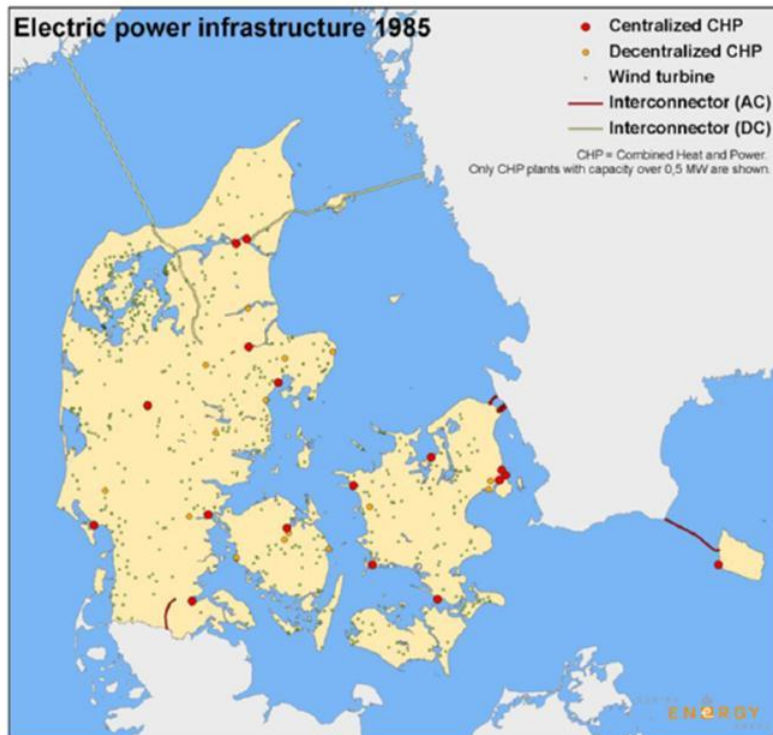 Electric power infrastructure 1985
Centralized CHP
Decentralized CHP
Wind turbine
Interconnector (AC)
Interconnector (DC)
CHP = Combined Heat and Power.
Only CHP plants with capacity over 0,5 MW are shown.
ENERGY